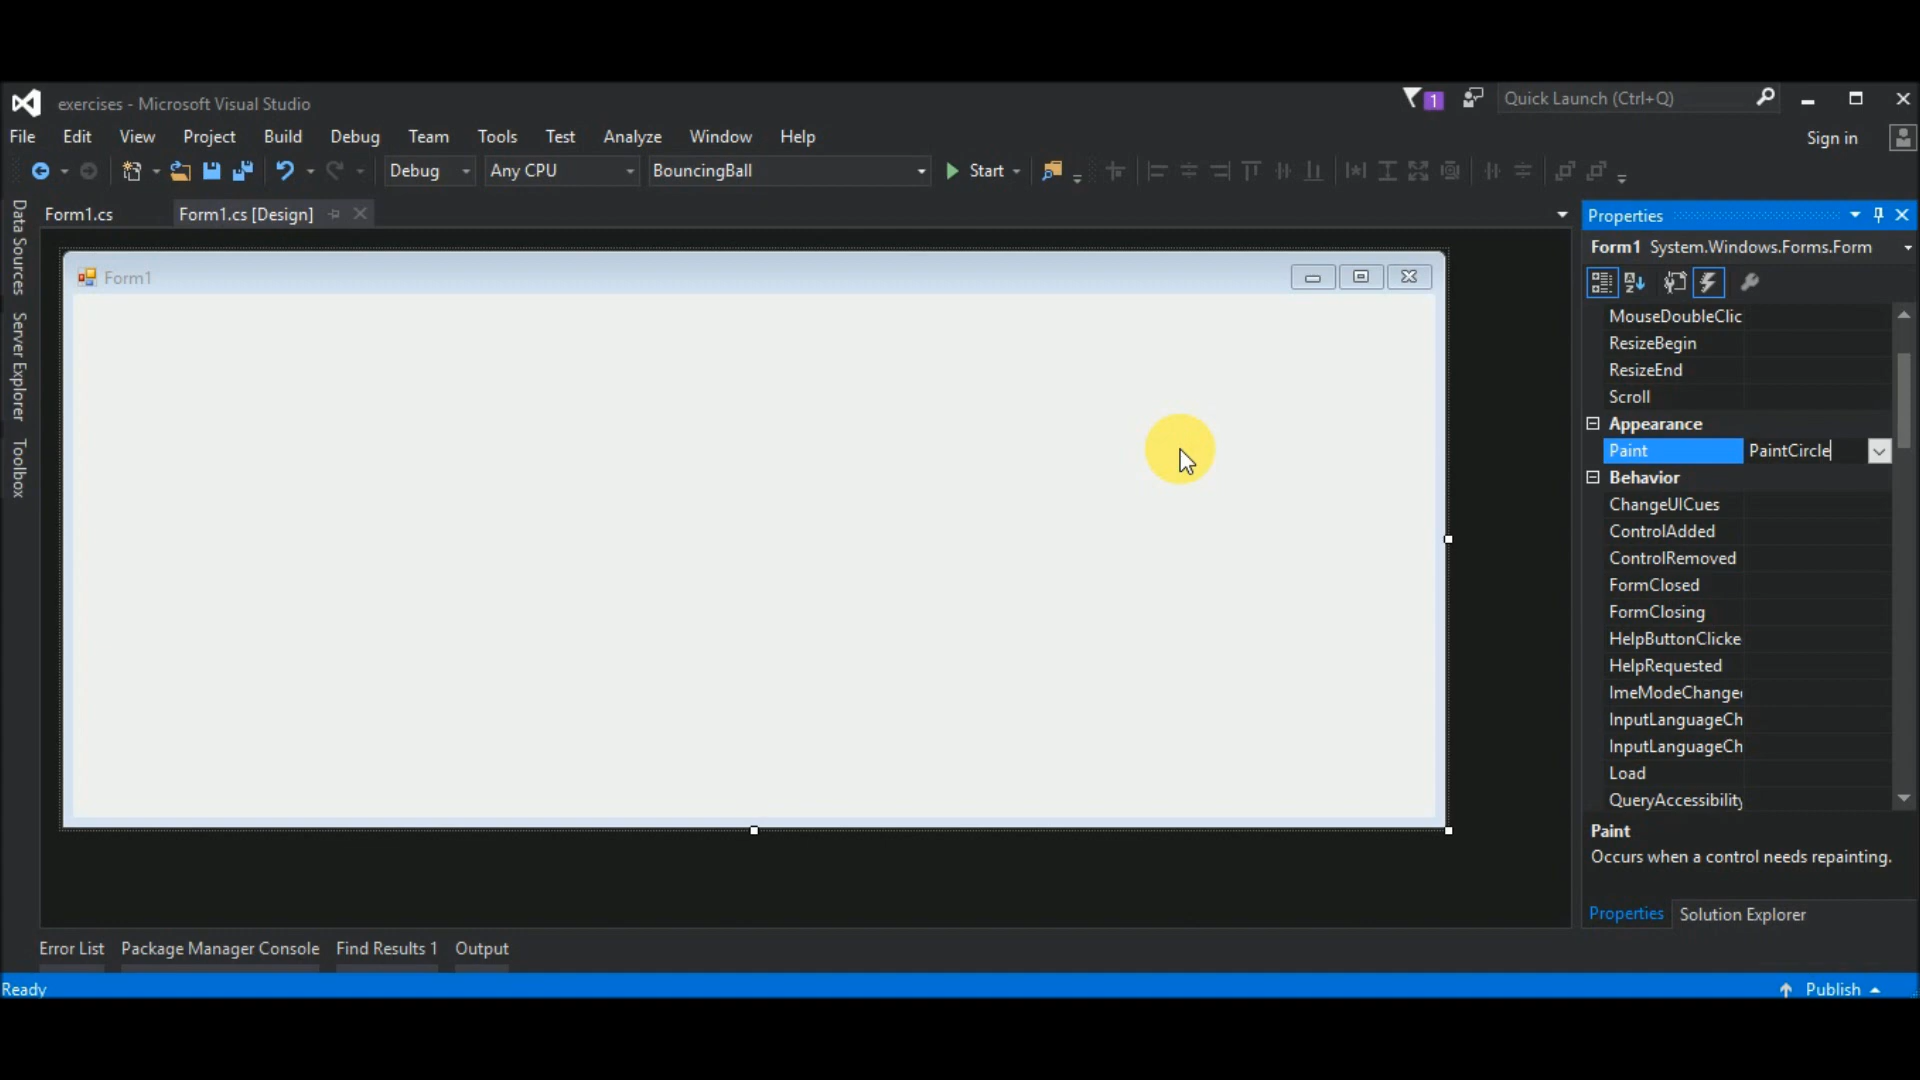 exercises - Microsoft Visual Studio
1
Quick Launch (Ctrl+Q)
File Edit View Project Build Debug Team Tools Test Analyze Window Help
Sign in
Debug Any CPU BouncingBall Start
Data Sources
Server Explorer
Toolbox
Form1.cs Form1.cs [Design]
Form1
Properties
Form1 System.Windows.Forms.Form
MouseDoubleClic
ResizeBegin
ResizeEnd
Scroll
Appearance
Paint PaintCircle
Behavior
ChangeUICues
ControlAdded
ControlRemoved
FormClosed
FormClosing
HelpButtonClicke
HelpRequested
ImeModeChange
InputLanguageCh
InputLanguageCh
Load
QueryAccessibility
Paint
Occurs when a control needs repainting.
Properties Solution Explorer
Error List Package Manager Console Find Results 1 Output
Ready
Publish